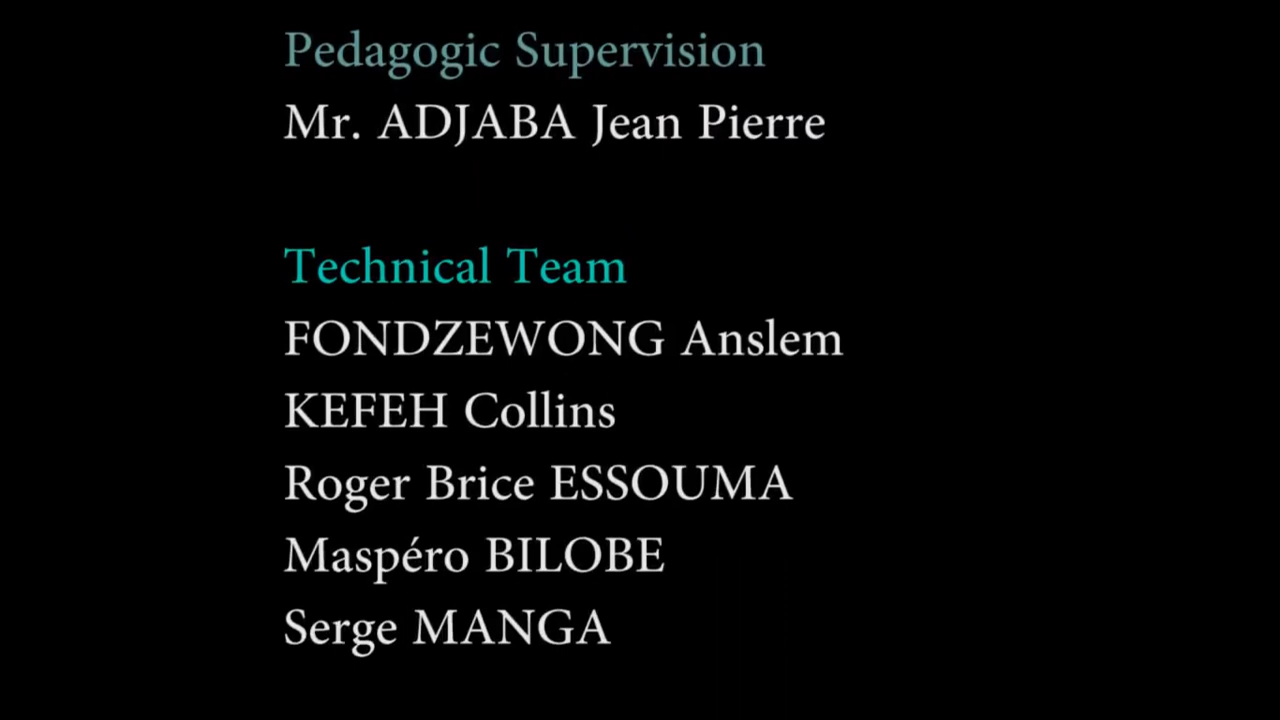 Pedagogic Supervision
Mr. ADJABA Jean Pierre
Technical Team
FONDZEWONG Anslem
KEFEH Collins
Roger Brice ESSOUMA
Maspéro BILOBE
Serge MANGA